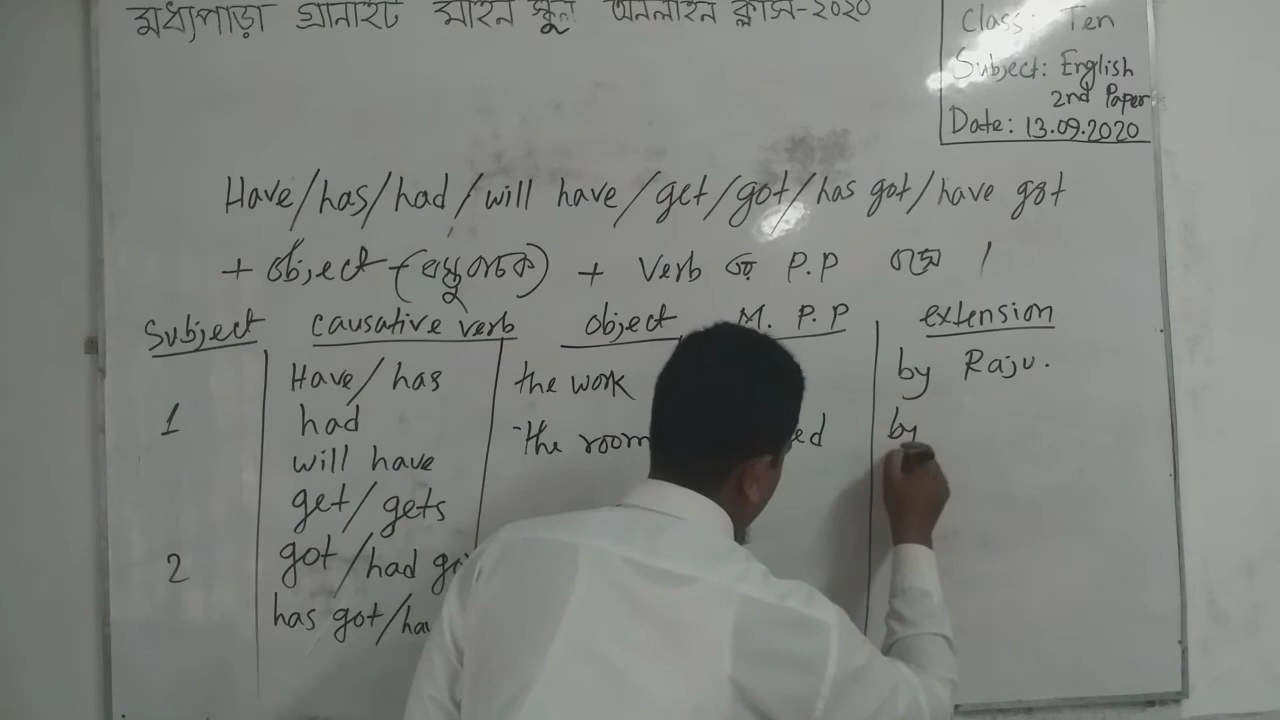 মধ্যপাড়া গ্রানাইট মাইন স্কুল অনলাইন ক্লাস-২০২০
Class: Ten
Subject: English
2nd Paper
Date: 13.09.2020
Have/has/had/will have/get/got/has got/have got
+ object (বস্তুবাচক) + Verb এর P.P বসে।
Subject causative verb object M. P. P extension
Have/has the work by Raju.
1 had the room ed by
will have
get/gets
2 got/had
has got/